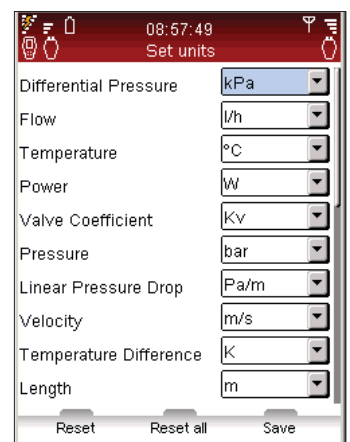 08:57:49
Set units
Differential Pressure kPa
Flow l/h
Temperature °C
Power W
Valve Coefficient Kv
Pressure bar
Linear Pressure Drop Pa/m
Velocity m/s
Temperature Difference K
Length m
Reset Reset all Save